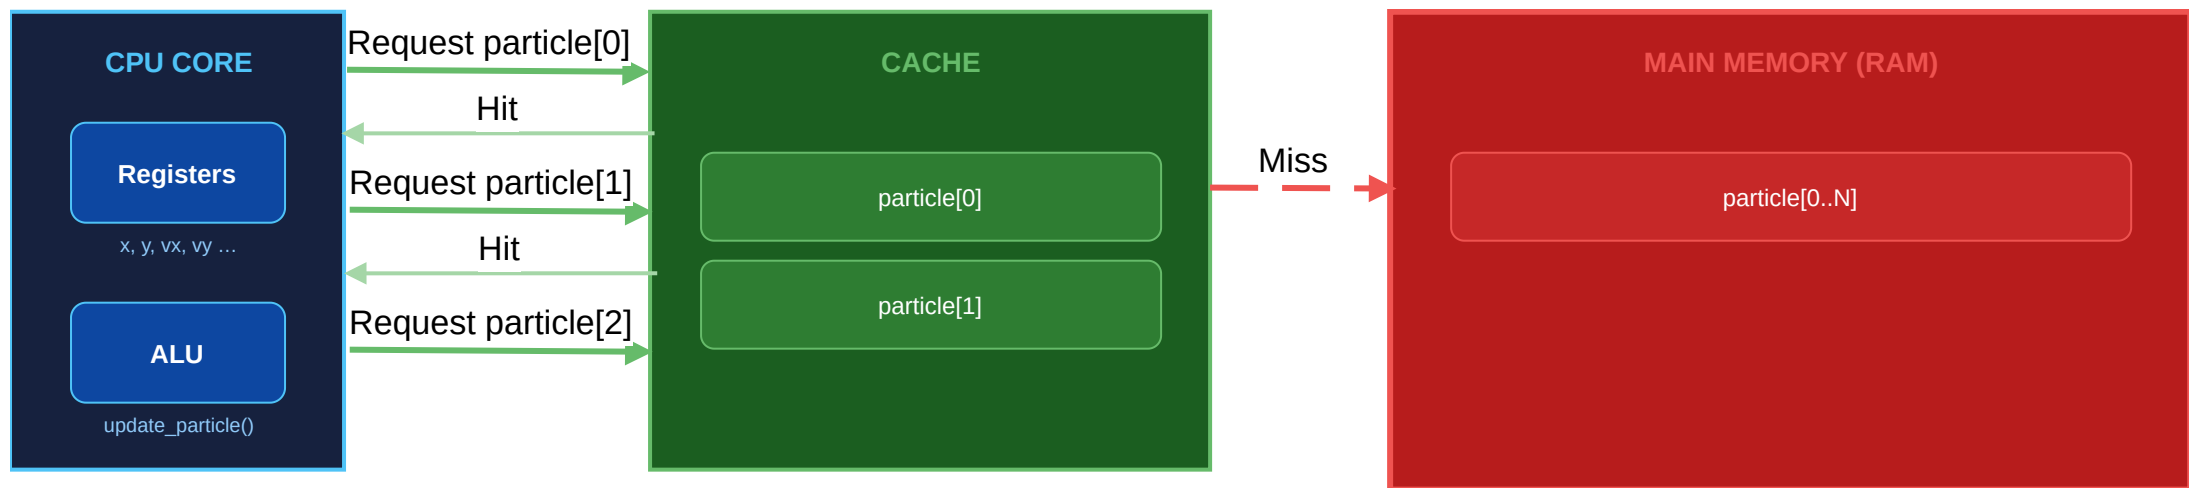 CPU CORE
Registers
x, y, vx, vy ...
ALU
update_particle()
Request particle[0]
Hit
Request particle[1]
Hit
Request particle[2]
CACHE
particle[0]
particle[1]
Miss
MAIN MEMORY (RAM)
particle[0..N]